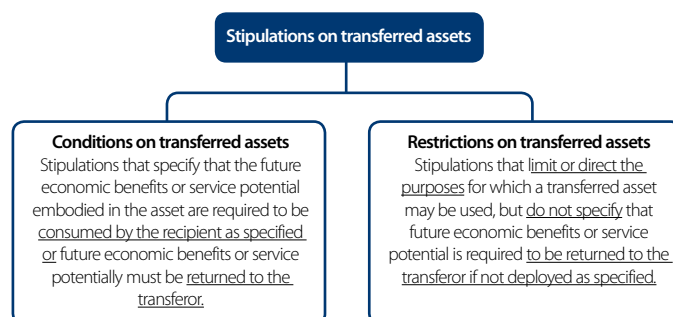 Stipulations on transferred assets
Conditions on transferred assets
Stipulations that specify that the future
economic benefits or service potential
embodied in the asset are required to be
consumed by the recipient as specified
or future economic benefits or service
potentially must be returned to the
transferor.
Restrictions on transferred assets
Stipulations that limit or direct the
purposes for which a transferred asset
may be used, but do not specify that
future economic benefits or service
potential is required to be returned to the
transferor if not deployed as specified.